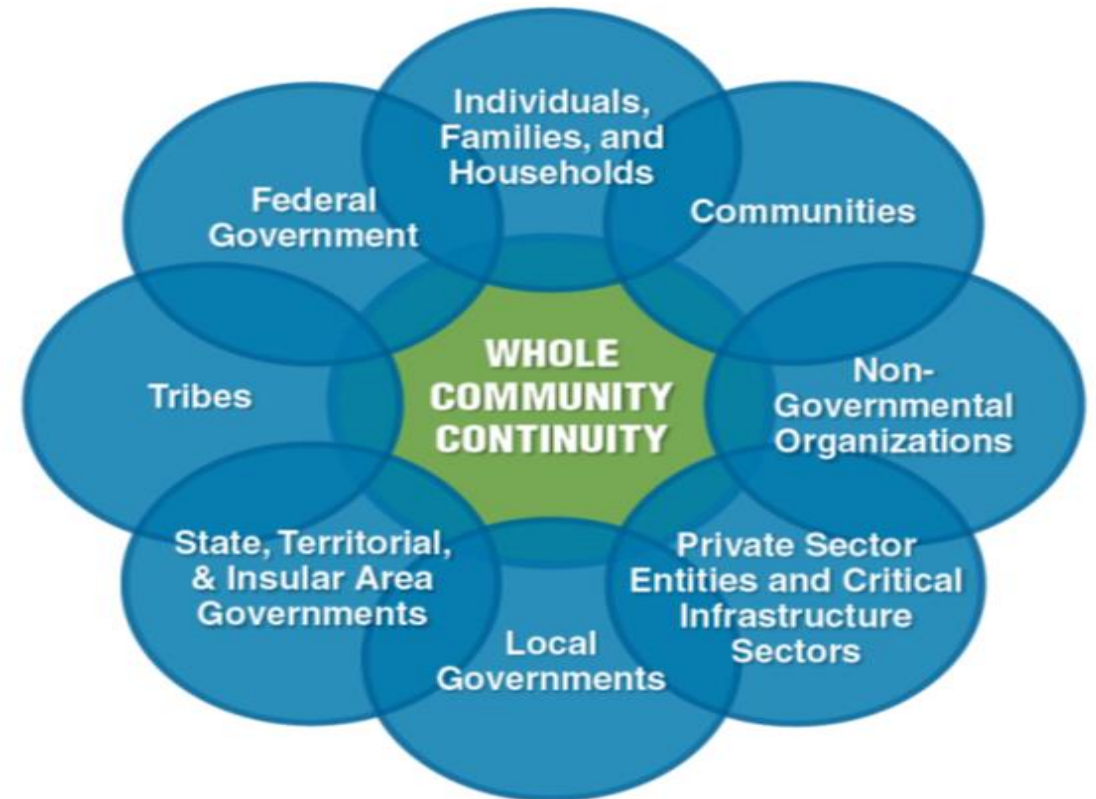 Individuals,
Families, and
Households
Communities
Non-
Governmental
Organizations
Private Sector
Entities and Critical
Infrastructure
Sectors
Local
Governments
State, Territorial,
& Insular Area
Governments
Tribes
Federal
Government
WHOLE
COMMUNITY
CONTINUITY